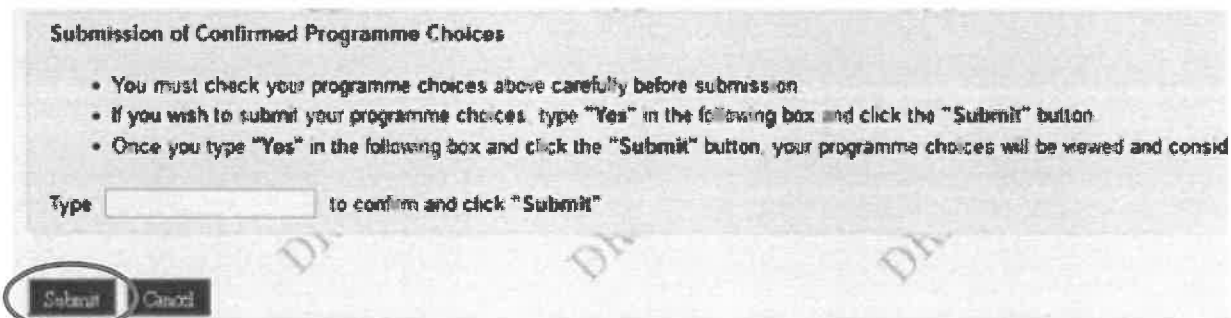 Submission of Confirmed Programme Choices
• You must check your programme choices above carefully before submission
• If you wish to submit your programme choices, type "Yes" in the following box and click the "Submit" button
• Once you type "Yes" in the following box and click the "Submit" button, your programme choices will be viewed and consid
Type to confirm and click "Submit"
Submit Cancel